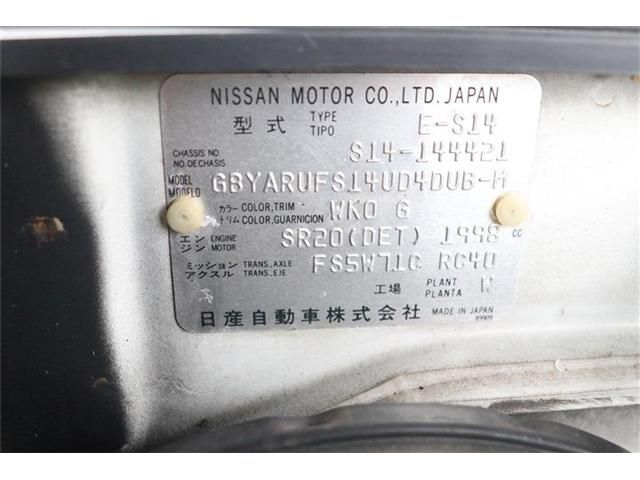 NISSAN MOTOR CO.,LTD. JAPAN
型式 TYPE TIPO E-S14
CHASSIS NO. NO DE CHASIS S14-144421
MODEL MODELO GBYARUFS14UD4DUB-M
カラー トリム COLOR,TRIM COLOR,GUARNICION WK0 G
エンジン ENGINE MOTOR SR20(DET) 1998 CC
ミッション アクスル TRANS.,AXLE TRANS.,EJE FS5W71C RG40
工場 PLANT PLANTA W
日産自動車株式会社 MADE IN JAPAN